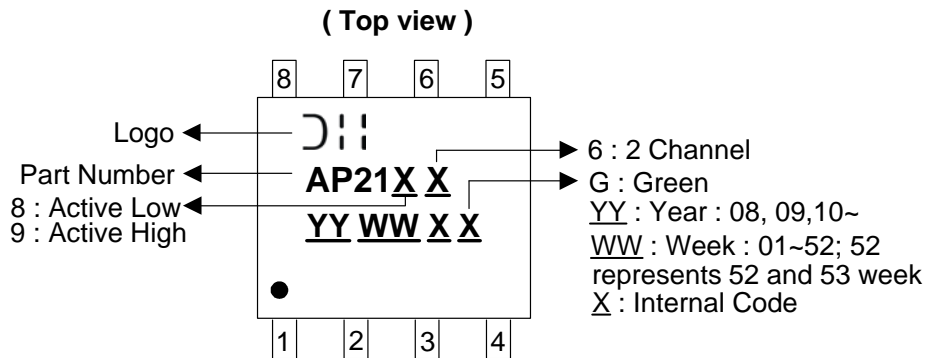 ( Top view )
8 7 6 5
Logo
Part Number
8 : Active Low
9 : Active High
AP21X X
YY WW X X
6 : 2 Channel
G : Green
YY : Year : 08, 09,10~
WW : Week : 01~52; 52
represents 52 and 53 week
X : Internal Code
1 2 3 4